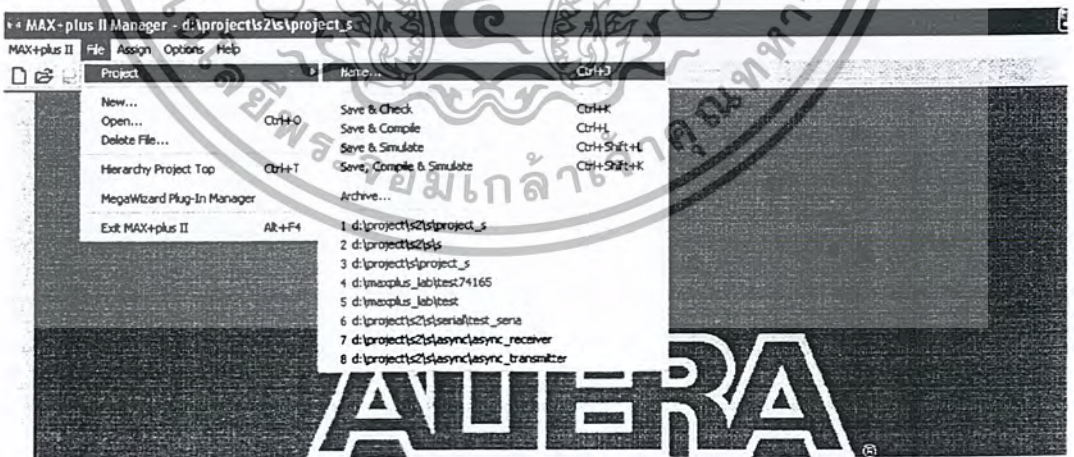 MAX+plus II Manager - d:\project\s2\s\project_s
MAX+plus II File Assign Options Help
Project
New...
Open... Ctrl+O
Delete File...
Hierarchy Project Top Ctrl+T
MegaWizard Plug-In Manager
Exit MAX+plus II Alt+F4
Name... Ctrl+J
Save & Check Ctrl+K
Save & Compile Ctrl+L
Save & Simulate Ctrl+Shift+L
Save, Compile & Simulate Ctrl+Shift+K
Archive...
1 d:\project\s2\s\project_s
2 d:\project\s2\s\s
3 d:\project\s\project_s
4 d:\maxplus_lab\test74165
5 d:\maxplus_lab\test
6 d:\project\s2\s\serial\test_seria
7 d:\project\s2\s\async\async_receiver
8 d:\project\s2\s\async\async_transmitter
ALTERA
®